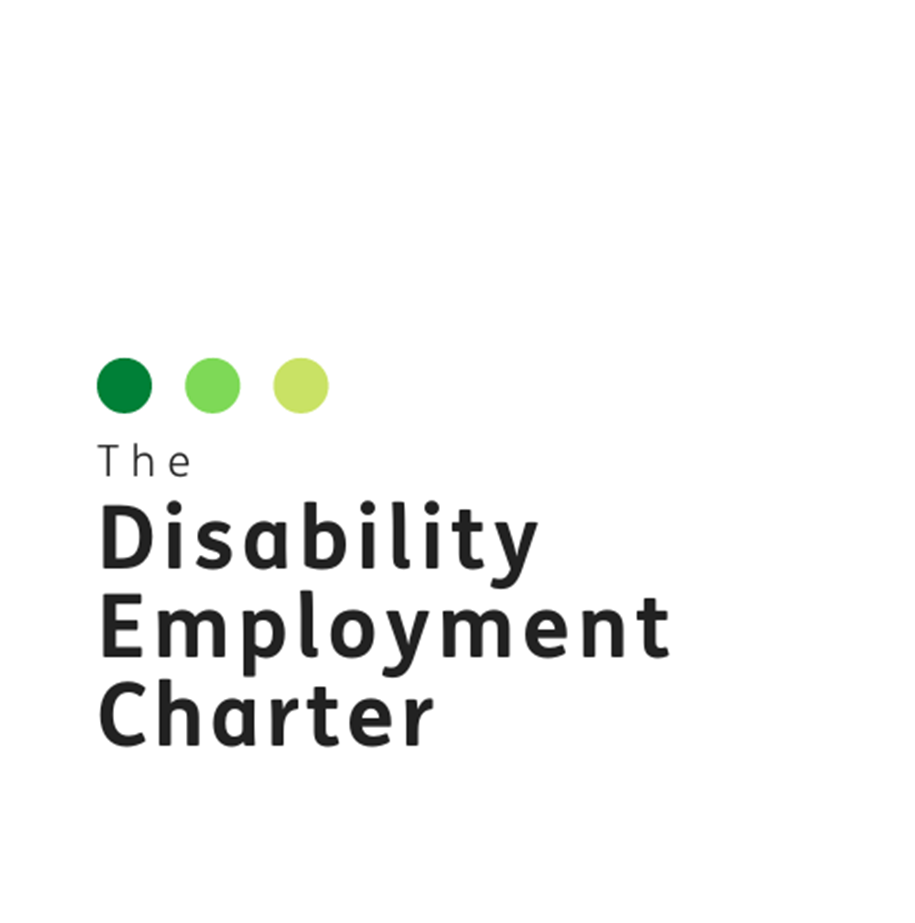 The
Disability
Employment
Charter